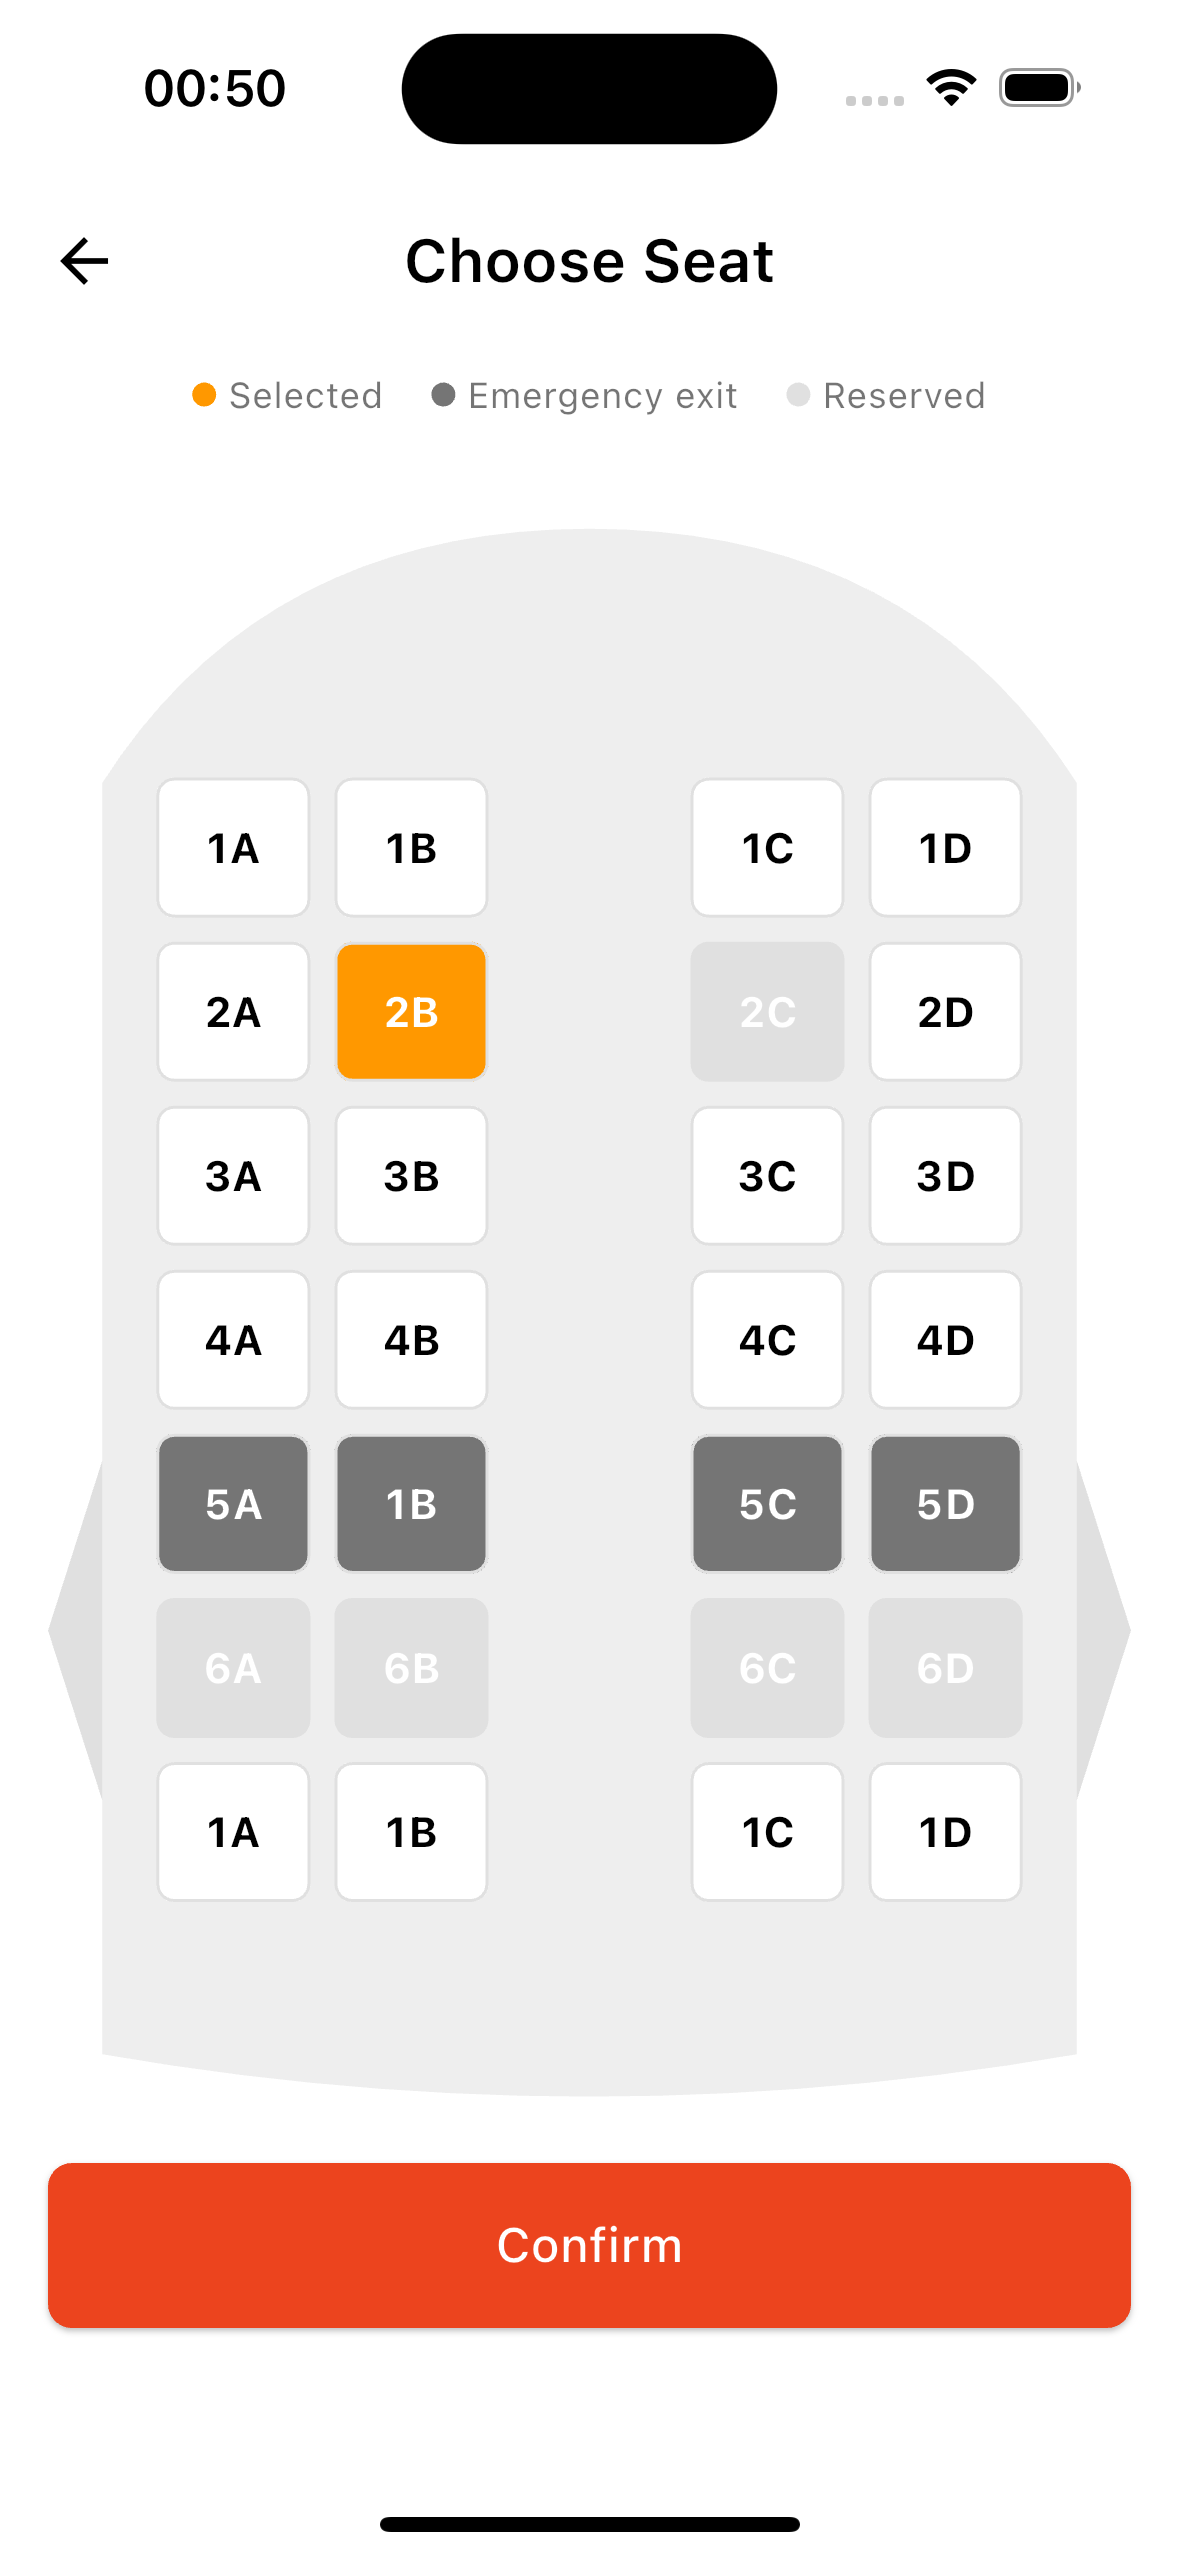 00:50
Choose Seat
Selected Emergency exit Reserved
1A 1B 1C 1D
2A 2B 2C 2D
3A 3B 3C 3D
4A 4B 4C 4D
5A 1B 5C 5D
6A 6B 6C 6D
1A 1B 1C 1D
Confirm